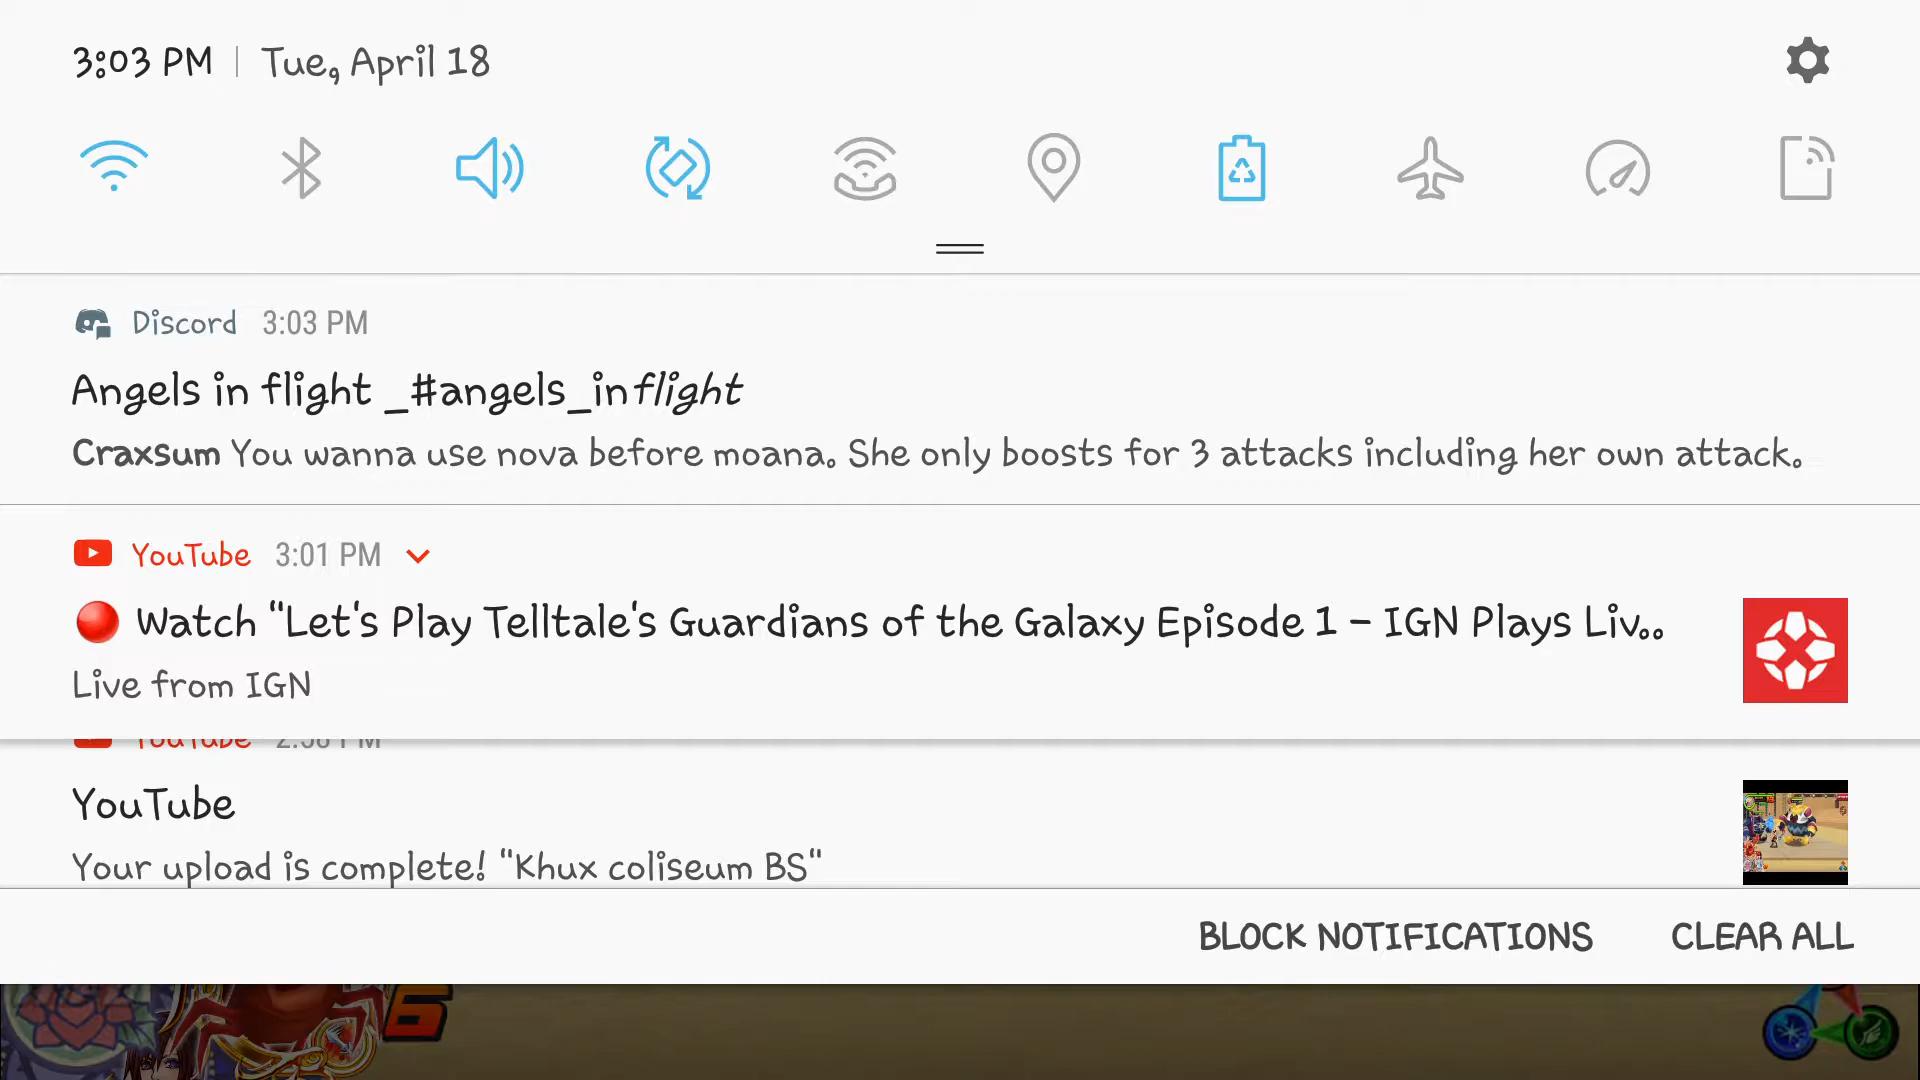 3:03 PM | Tue, April 18
Discord 3:03 PM
Angels in flight _#angels_inflight
Craxsum You wanna use nova before moana. She only boosts for 3 attacks including her own attack.
YouTube 3:01 PM
Watch "Let's Play Telltale's Guardians of the Galaxy Episode 1 – IGN Plays Liv..
Live from IGN
YouTube
YouTube
Your upload is complete! "Khux coliseum BS"
BLOCK NOTIFICATIONS CLEAR ALL
6